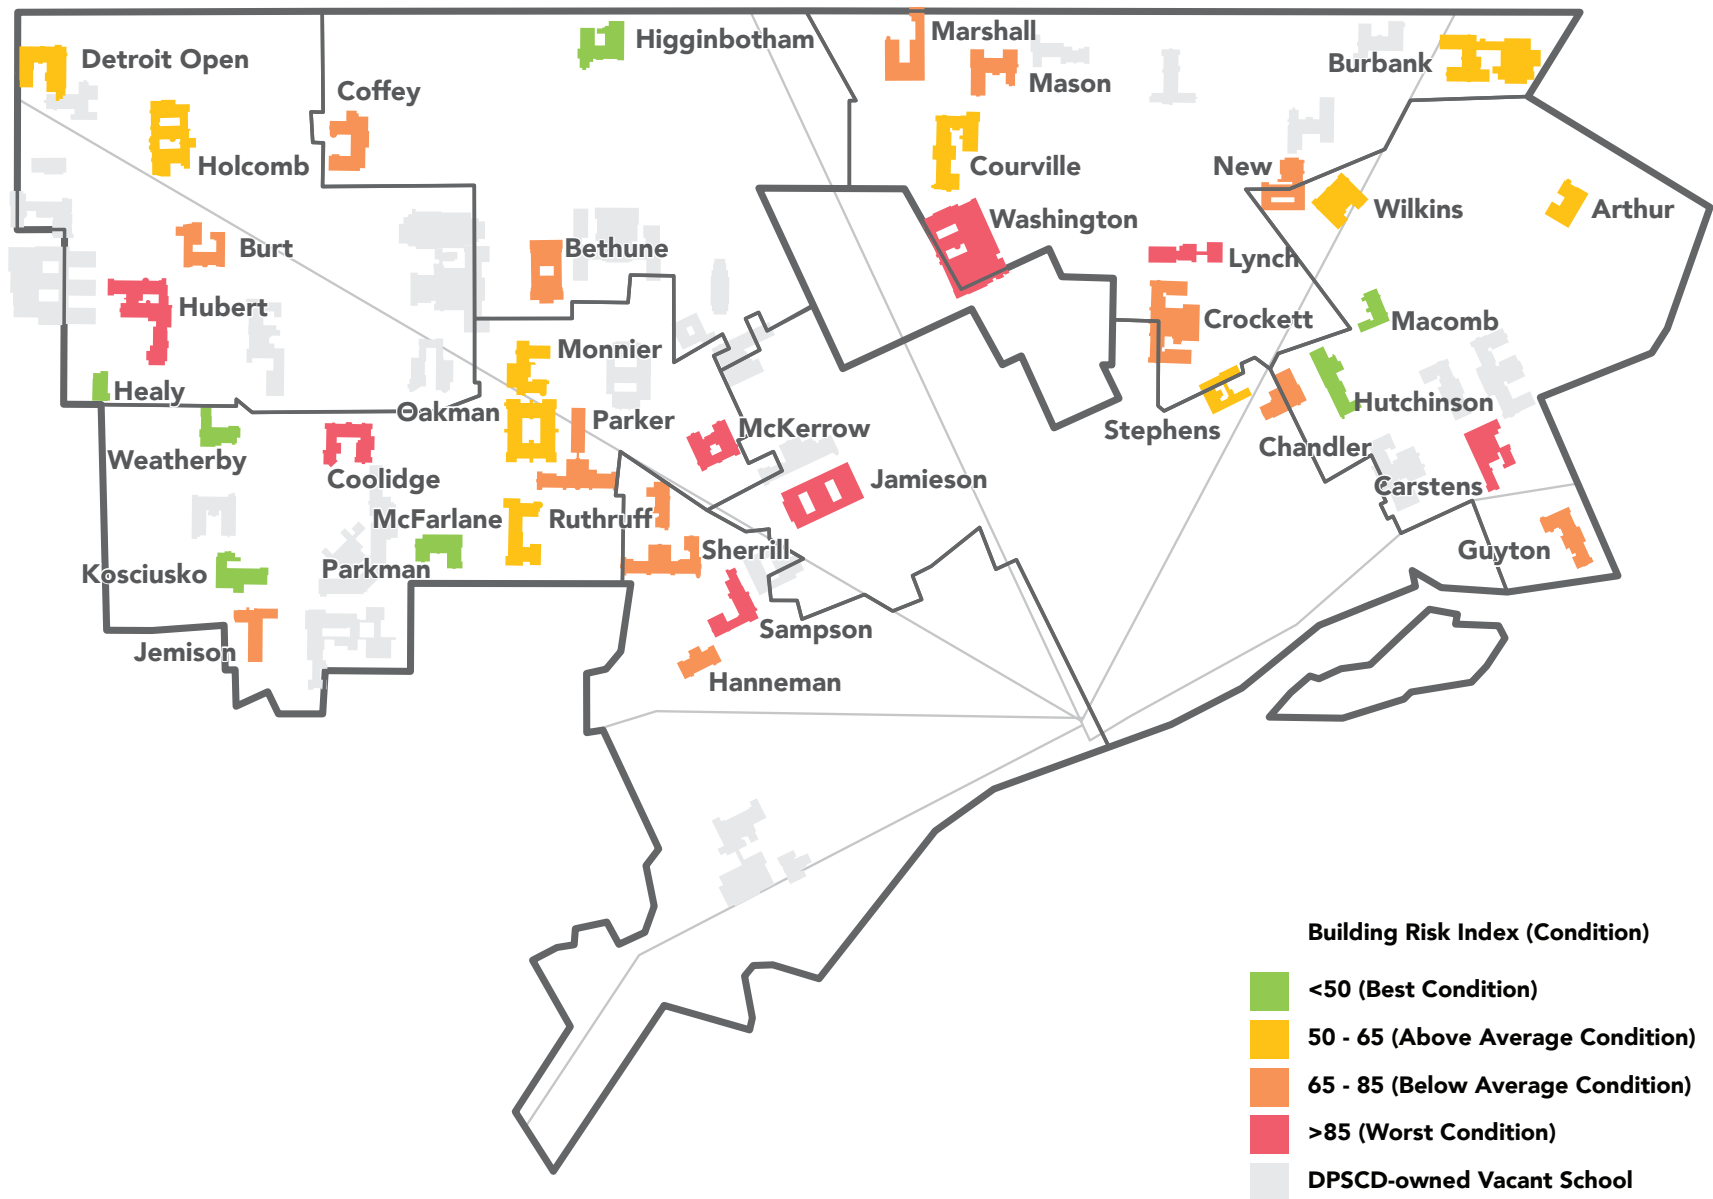 Higginbotham
Marshall
Detroit Open
Burbank
Mason
Coffey
Holcomb
Courville
New
Wilkins
Arthur
Washington
Burt
Bethune
Lynch
Hubert
Crockett
Macomb
Monnier
Healy
Hutchinson
Oakman
Parker
McKerrow
Stephens
Chandler
Weatherby
Coolidge
Jamieson
Carstens
McFarlane
Ruthruff
Sherrill
Guyton
Kosciusko
Parkman
Sampson
Jemison
Hanneman
Building Risk Index (Condition)
<50 (Best Condition)
50 - 65 (Above Average Condition)
65 - 85 (Below Average Condition)
>85 (Worst Condition)
DPSCD-owned Vacant School